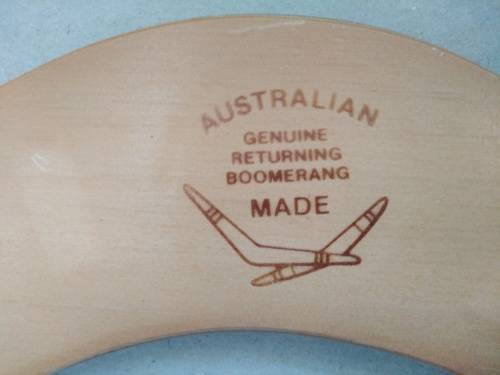 AUSTRALIAN
GENUINE
RETURNING
BOOMERANG
MADE